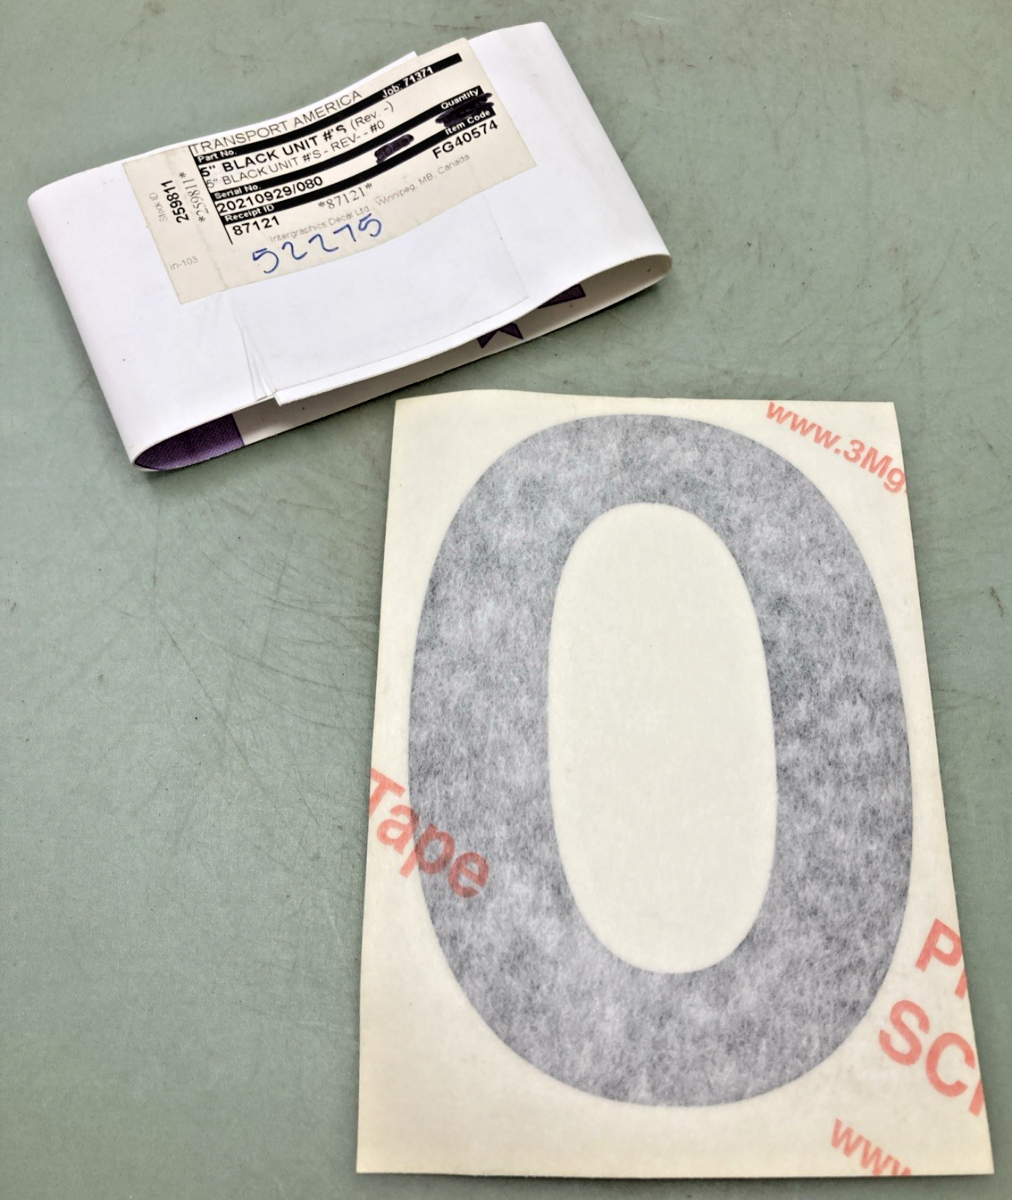 TRANSPORT AMERICA Job: 71371
Part No. Quantity
5" BLACK UNIT #'S (Rev. -)
5" BLACK UNIT #'S - REV- - #0
Item Code
Serial No. FG40574
20210929/080
Receipt ID *87121*
87121
Intergraphics Decal Ltd. Winnipeg, MB, Canada
52275
Stock ID
259811
*259811*
in-103
0
www.3Mg
Tape
SC
www.